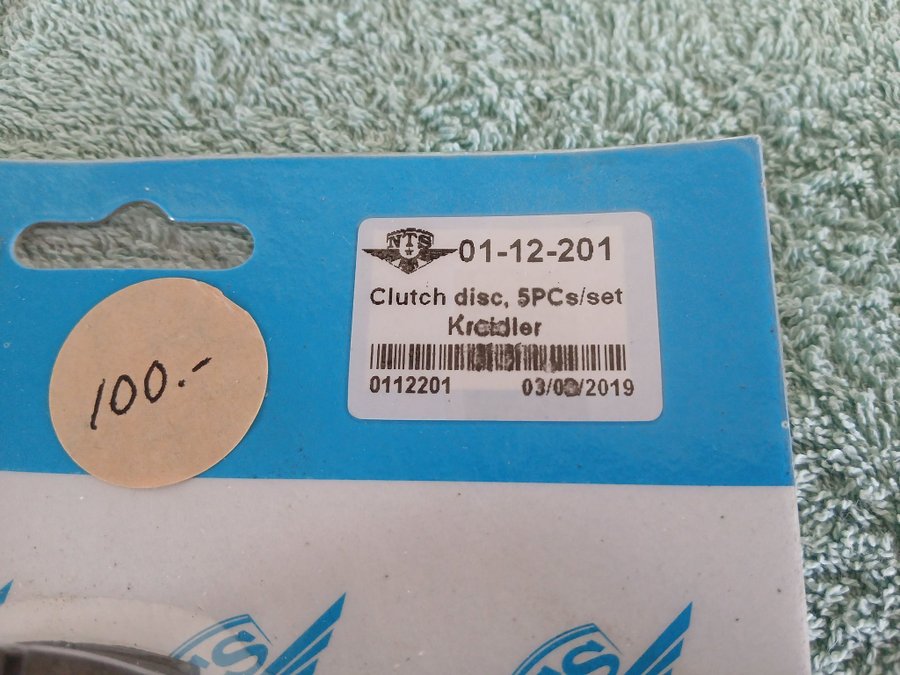 NTS 01-12-201
Clutch disc, 5PCs/set
Kreidler
0112201
100.-